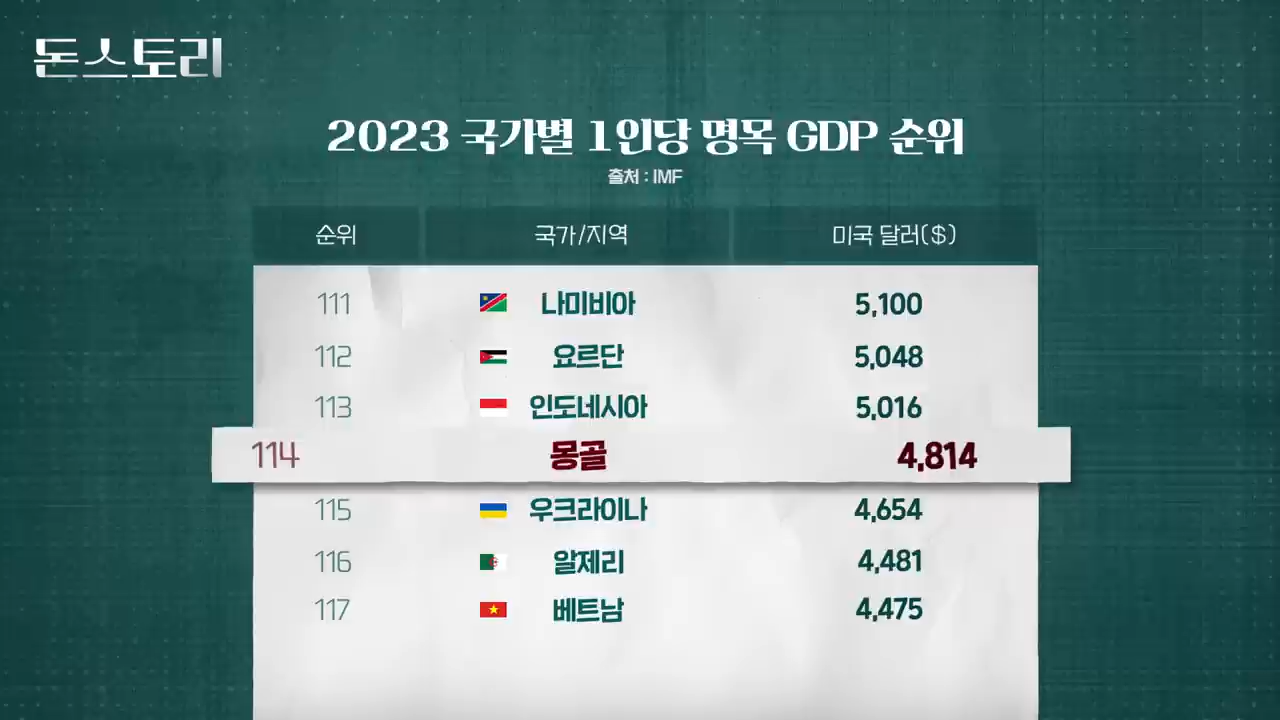 돈스토리
2023 국가별 1인당 명목 GDP 순위
출처 : IMF
순위 국가/지역 미국 달러($)
111 나미비아 5,100
112 요르단 5,048
113 인도네시아 5,016
114 몽골 4,814
115 우크라이나 4,654
116 알제리 4,481
117 베트남 4,475